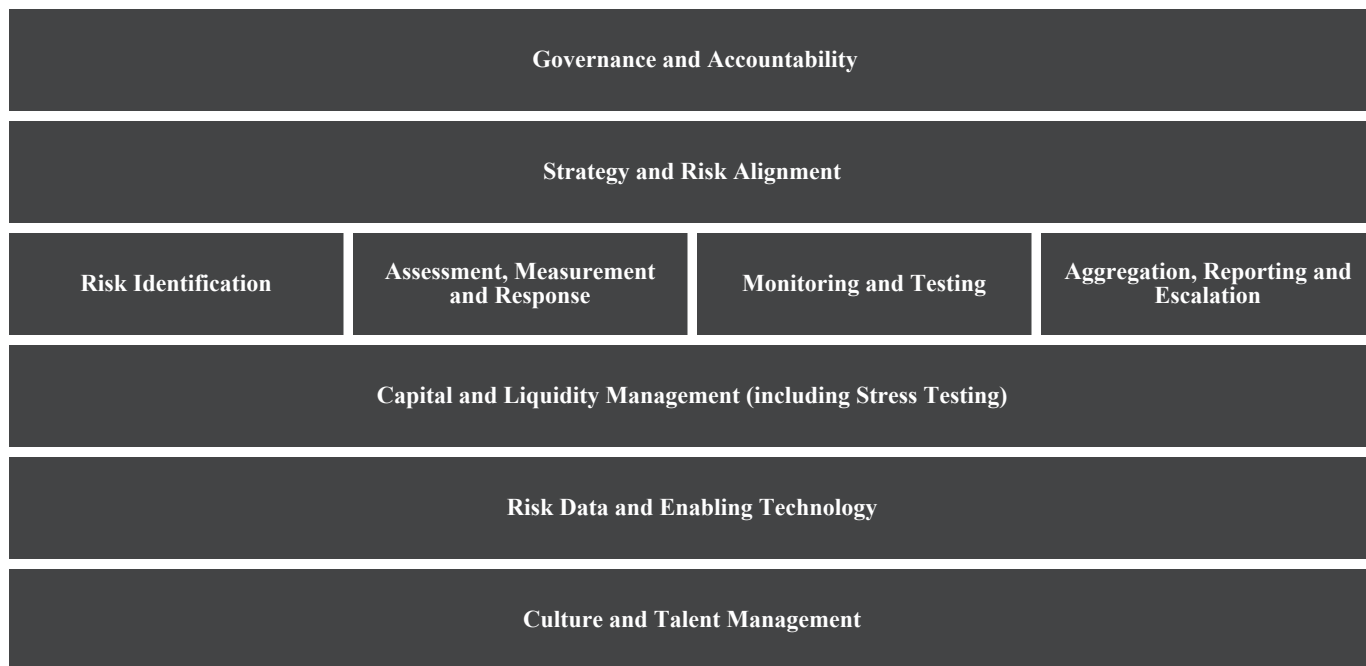 Governance and Accountability
Strategy and Risk Alignment
Risk Identification
Assessment, Measurement
and Response
Monitoring and Testing
Aggregation, Reporting and
Escalation
Capital and Liquidity Management (including Stress Testing)
Risk Data and Enabling Technology
Culture and Talent Management